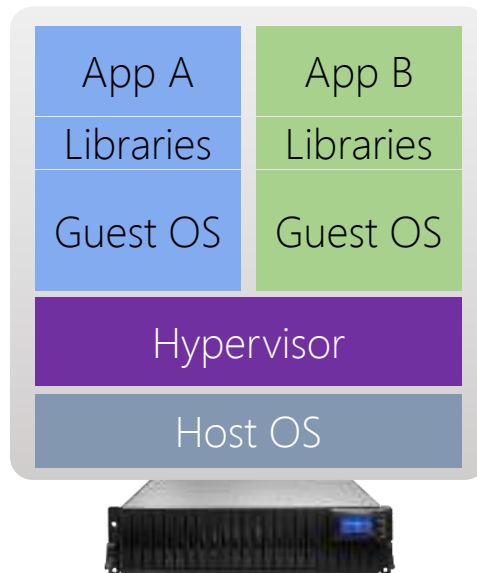 App A
App B
Libraries
Libraries
Guest OS
Guest OS
Hypervisor
Host OS